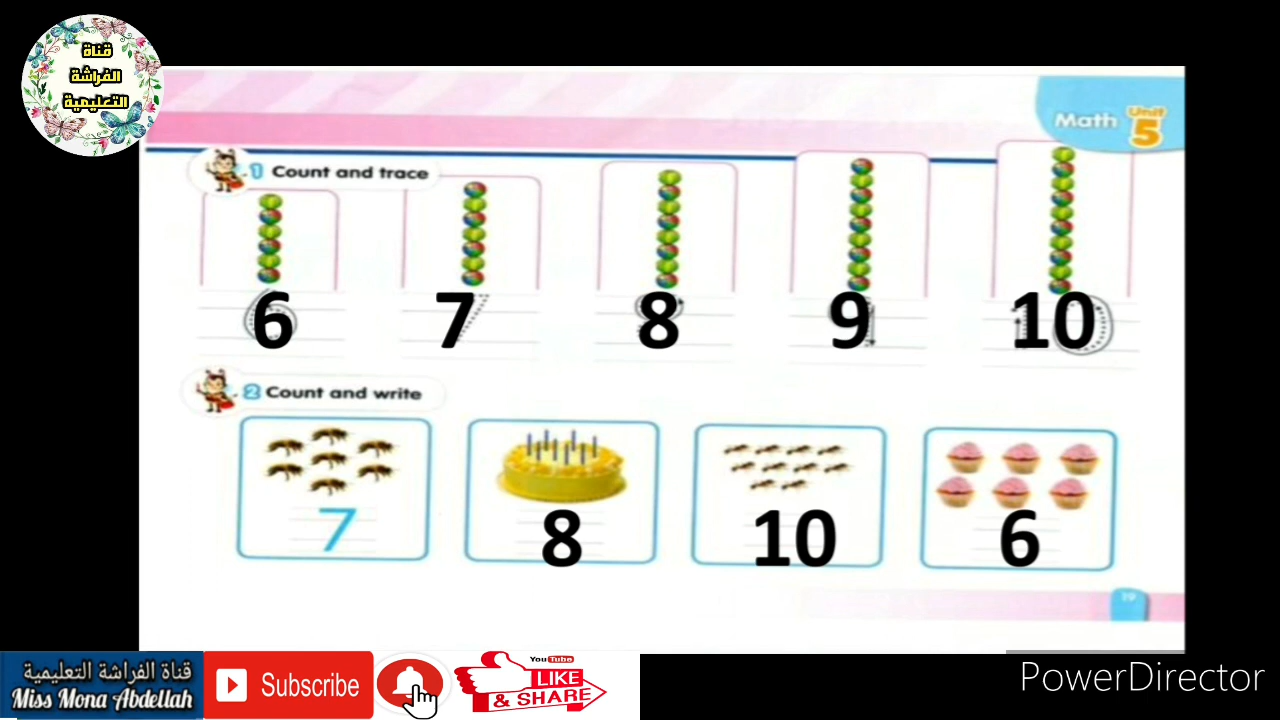 قناة
الفراشة
التعليمية
Math Unit 5
1 Count and trace
6 7 8 9 10
2 Count and write
7 8 10 6
19
قناة الفراشة التعليمية
Miss Mona Abdellah
Subscribe
YouTube
LIKE
& SHARE
PowerDirector